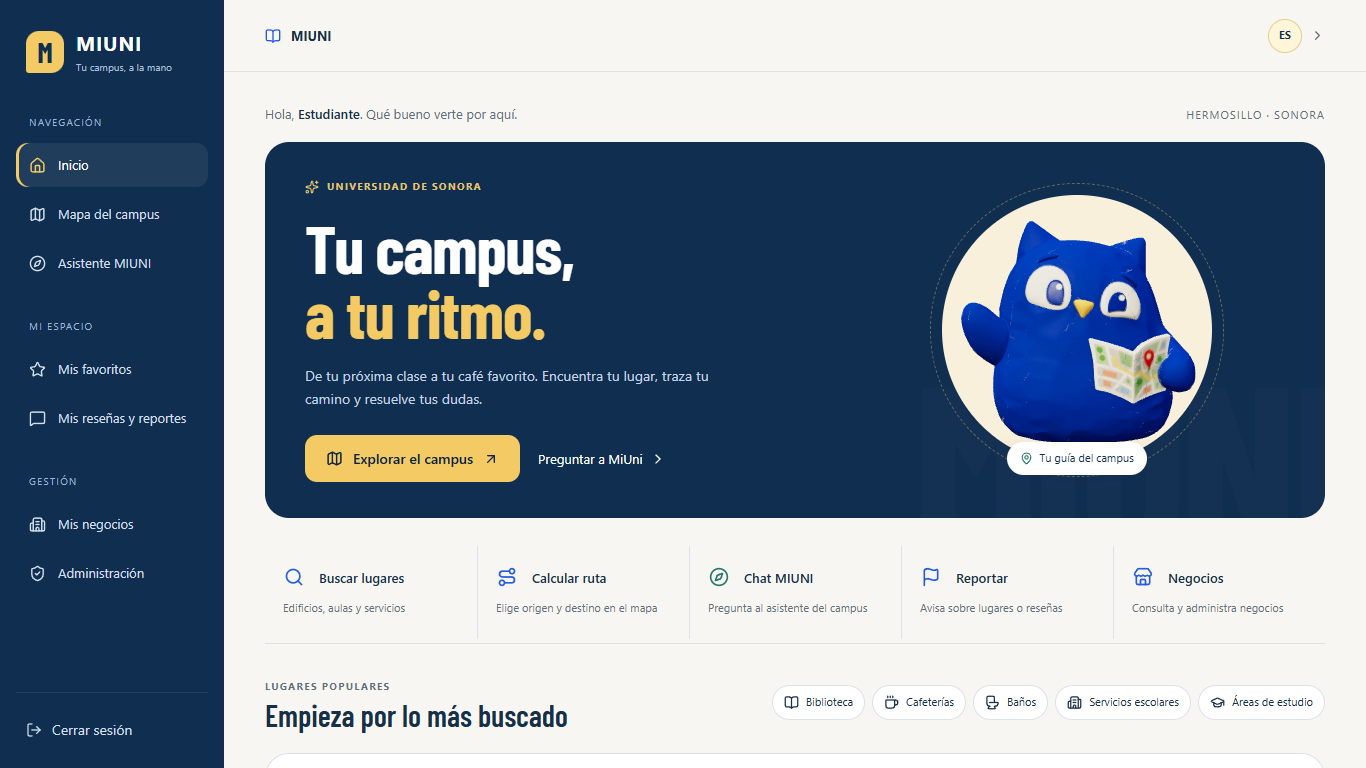 M
MIUNI
Tu campus, a la mano
NAVEGACIÓN
Inicio
Mapa del campus
Asistente MIUNI
MI ESPACIO
Mis favoritos
Mis reseñas y reportes
GESTIÓN
Mis negocios
Administración
Cerrar sesión
MIUNI
ES
Hola, Estudiante. Qué bueno verte por aquí.
HERMOSILLO · SONORA
UNIVERSIDAD DE SONORA
Tu campus,
a tu ritmo.
De tu próxima clase a tu café favorito. Encuentra tu lugar, traza tu
camino y resuelve tus dudas.
Explorar el campus
Preguntar a MiUni
MIUNI
Tu guía del campus
Buscar lugares
Edificios, aulas y servicios
Calcular ruta
Elige origen y destino en el mapa
Chat MIUNI
Pregunta al asistente del campus
Reportar
Avisa sobre lugares o reseñas
Negocios
Consulta y administra negocios
LUGARES POPULARES
Empieza por lo más buscado
Biblioteca
Cafeterías
Baños
Servicios escolares
Áreas de estudio